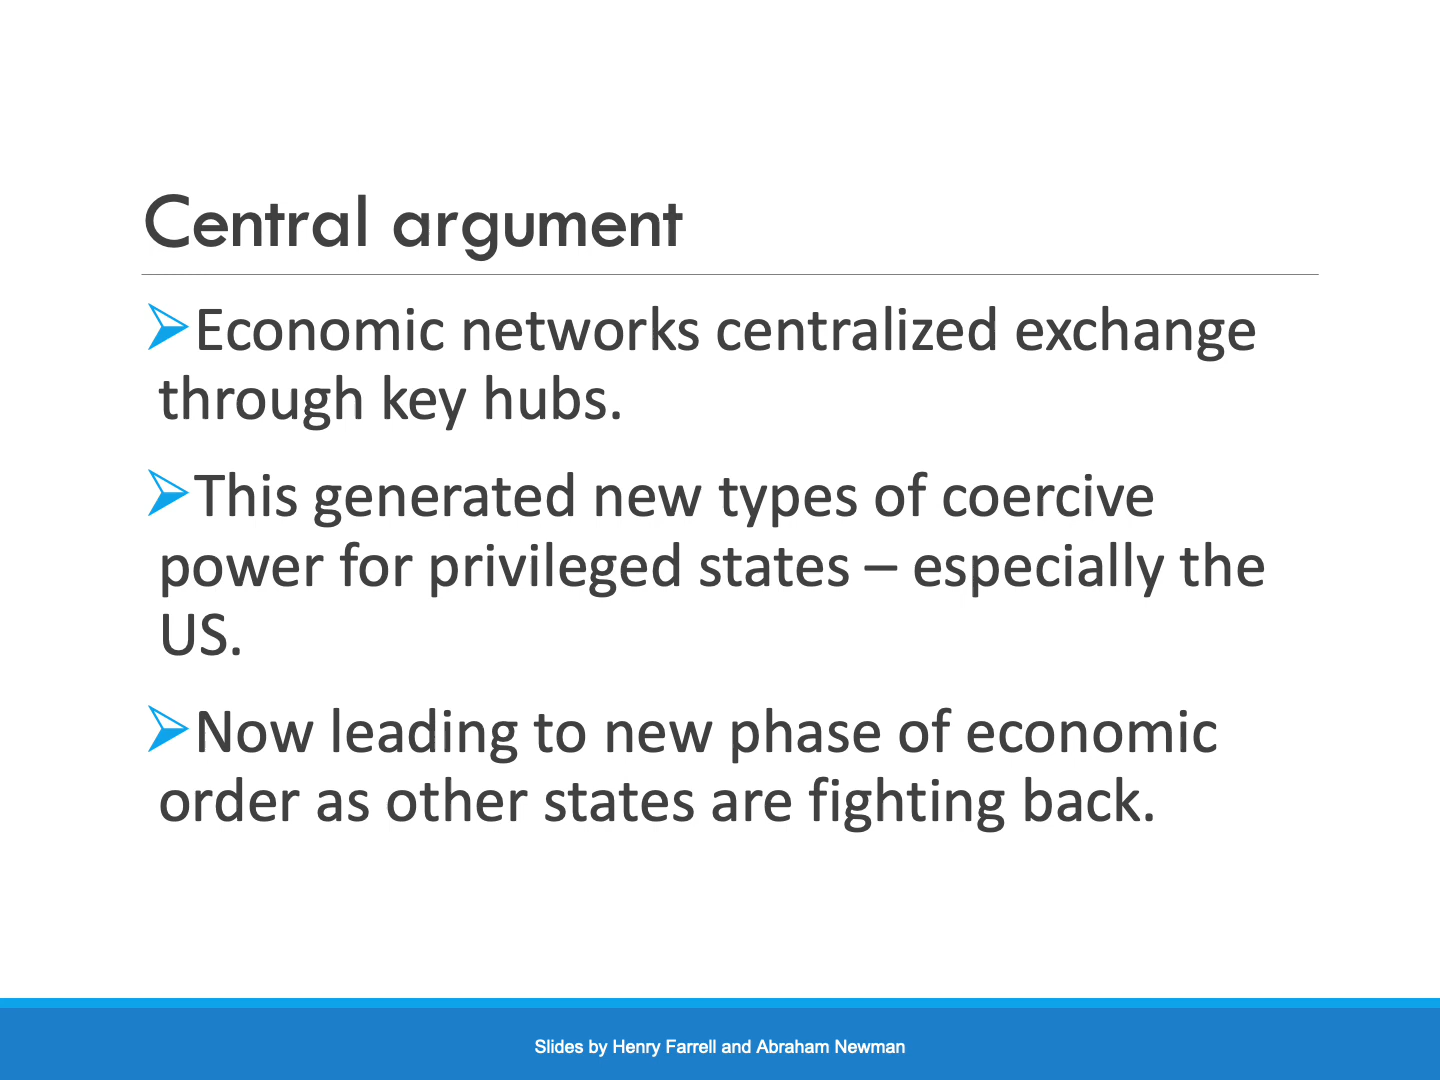 Central argument
➢Economic networks centralized exchange
through key hubs.
➢This generated new types of coercive
power for privileged states – especially the
US.
➢Now leading to new phase of economic
order as other states are fighting back.
Slides by Henry Farrell and Abraham Newman